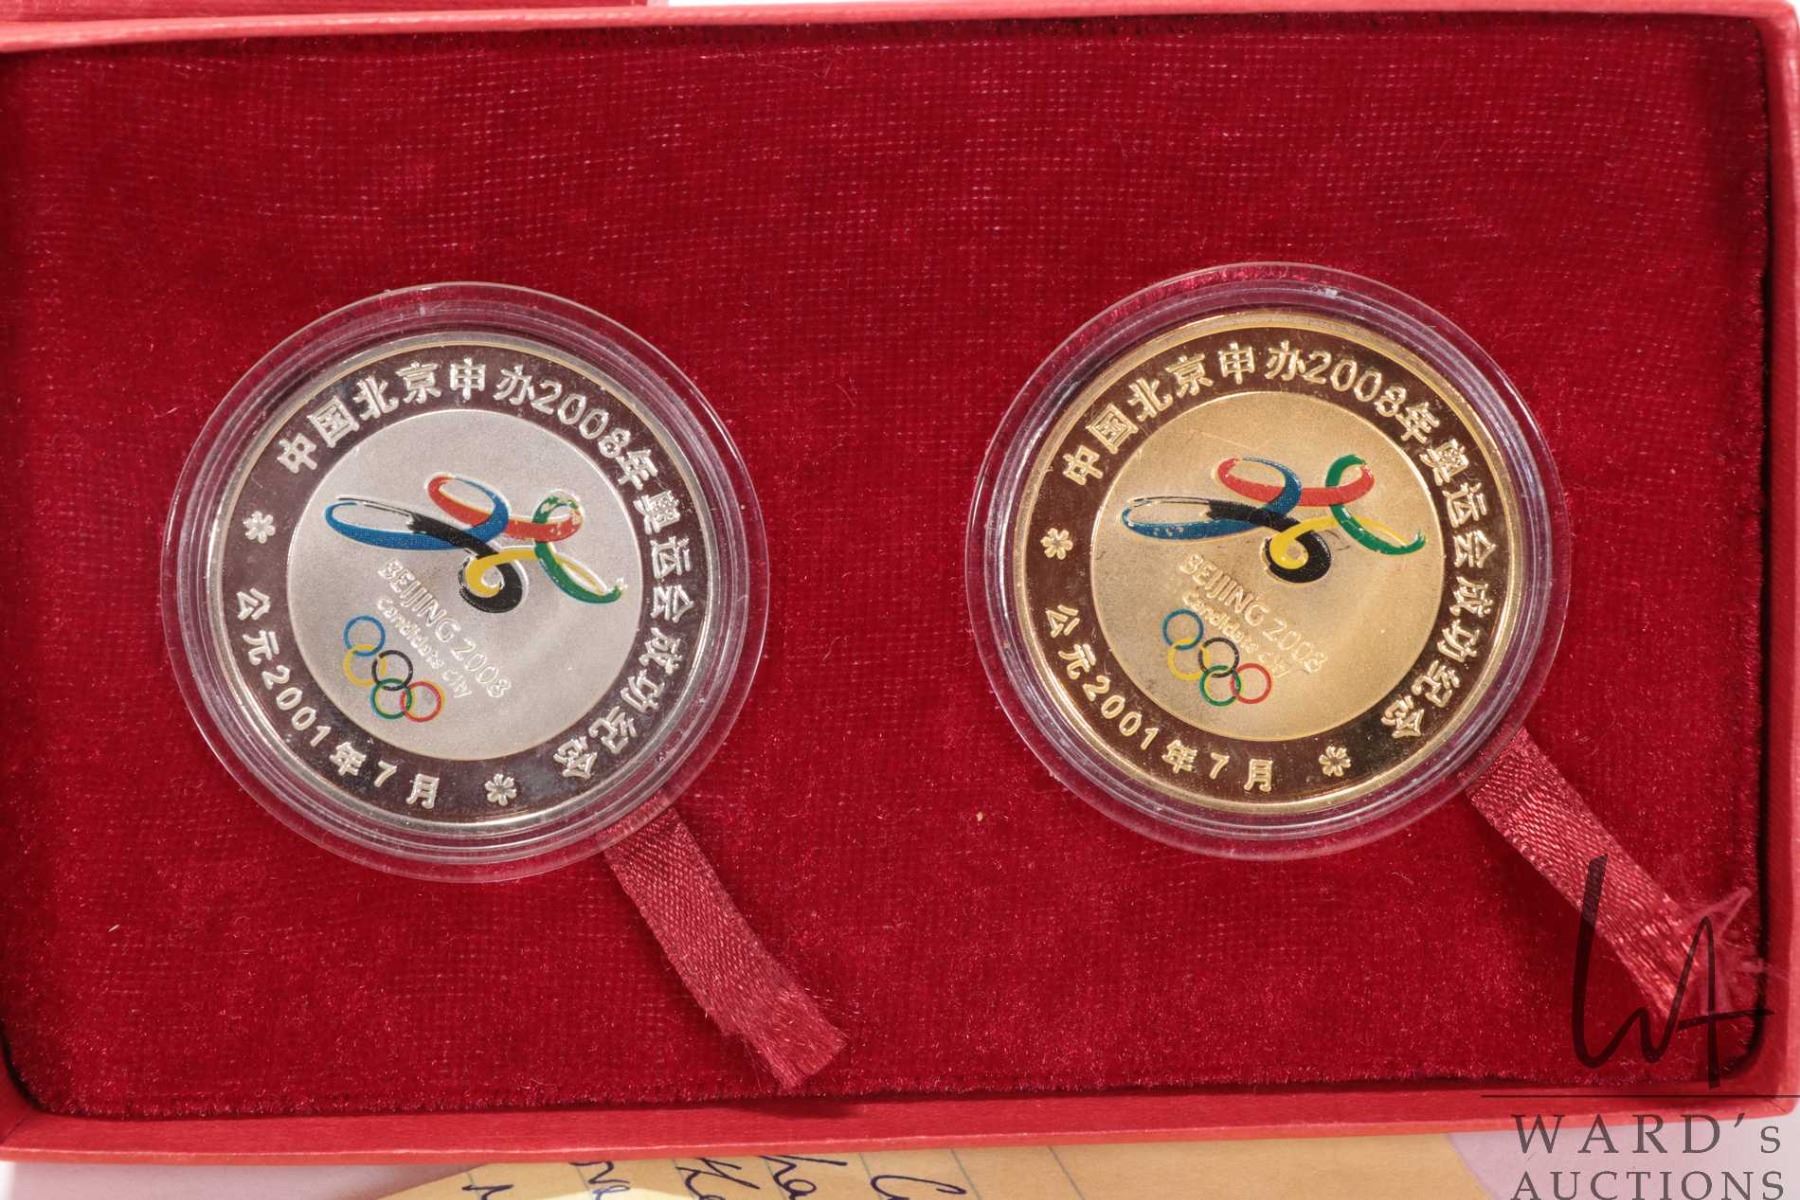 中国北京申办2008年奥运会成功纪念
BEIJING 2008
Candidate City
公元2001年7月
中国北京申办2008年奥运会成功纪念
BEIJING 2008
Candidate City
公元2001年7月
WA
WARD's
AUCTIONS